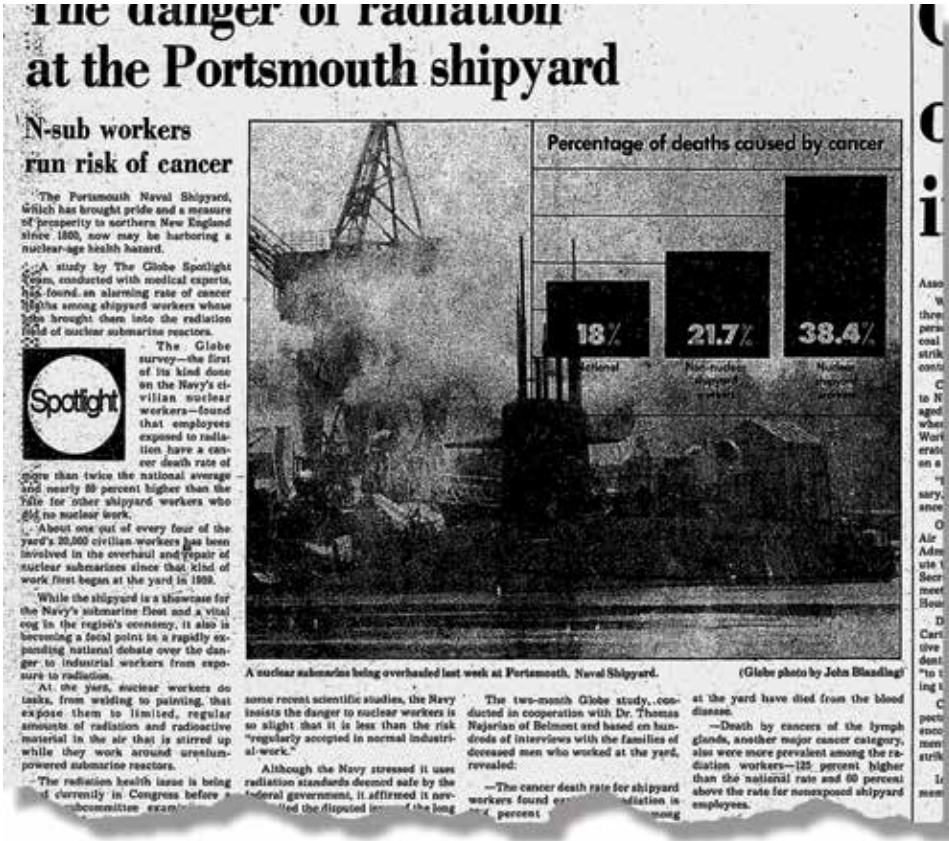 The danger of radiation
at the Portsmouth shipyard
N-sub workers
run risk of cancer
The Portsmouth Naval Shipyard,
which has brought pride and a measure
of prosperity to northern New England
since 1800, now may be harboring a
nuclear-age health hazard.
A study by The Globe Spotlight
Team, conducted with medical experts,
has found an alarming rate of cancer
deaths among shipyard workers whose
jobs brought them into the radiation
field of nuclear submarine reactors.
Spotlight
The Globe
survey—the first
of its kind done
on the Navy's ci-
vilian nuclear
workers—found
that employees
exposed to radia-
tion have a can-
cer death rate of
more than twice the national average
and nearly 80 percent higher than the
rate for other shipyard workers who
did no nuclear work.
About one out of every four of the
yard's 20,000 civilian workers has been
involved in the overhaul and repair of
nuclear submarines since that kind of
work first began at the yard in 1959.
While the shipyard is a showcase for
the Navy's submarine fleet and a vital
cog in the region's economy, it also is
becoming a focal point in a rapidly ex-
panding national debate over the dan-
ger to industrial workers from expo-
sure to radiation.
At the yard, nuclear workers do
tasks, from welding to painting, that
expose them to limited, regular
amounts of radiation and radioactive
material in the air that is stirred up
while they work around uranium-
powered submarine reactors.
The radiation health issue is being
currently in Congress before
subcommittee
Percentage of deaths caused by cancer
18%
21.7%
38.4%
National
Non-nuclear
shipyard
workers
Nuclear
shipyard
workers
A nuclear submarine being overhauled last week at Portsmouth, Naval Shipyard.
(Globe photo by John Blanding)
some recent scientific studies, the Navy
insists the danger to nuclear workers is
so slight that it is less than the risk
"regularly accepted in normal industri-
al-work."
Although the Navy stressed it uses
radiation standards deemed safe by the
federal government, it affirmed it nev-
the disputed of the long
The two-month Globe study, con-
ducted in cooperation with Dr. Thomas
Najarian of Belmont and based on hun-
dreds of interviews with the families of
deceased men who worked at the yard,
revealed:
—The cancer death rate for shipyard
workers found radiation is
percent among
at the yard have died from the blood
disease.
—Death by cancers of the lymph
glands, another major cancer category,
also were more prevalent among the ra-
diation workers—125 percent higher
than the national rate and 60 percent
above the rate for nonexposed shipyard
employees.